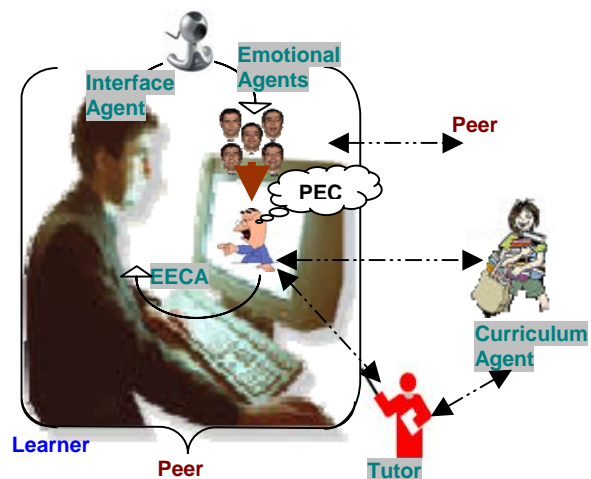 Emotional
Agents
Interface
Agent
Peer
PEC
EECA
Curriculum
Agent
Learner
Peer
Tutor